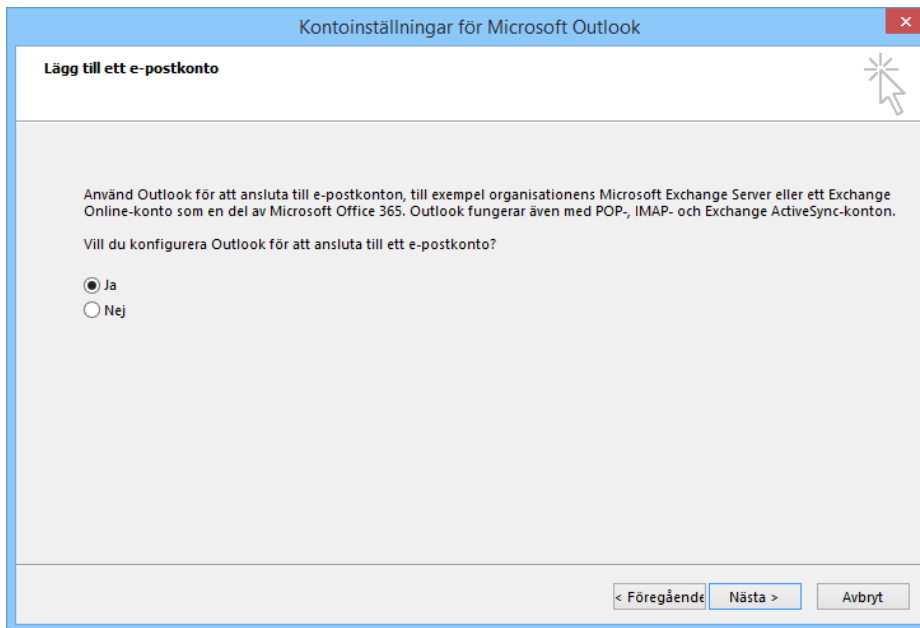 Kontoinställningar för Microsoft Outlook
Lägg till ett e-postkonto
Använd Outlook för att ansluta till e-postkonton, till exempel organisationens Microsoft Exchange Server eller ett Exchange
Online-konto som en del av Microsoft Office 365. Outlook fungerar även med POP-, IMAP- och Exchange ActiveSync-konton.
Vill du konfigurera Outlook för att ansluta till ett e-postkonto?
Ja
Nej
< Föregående
Nästa >
Avbryt